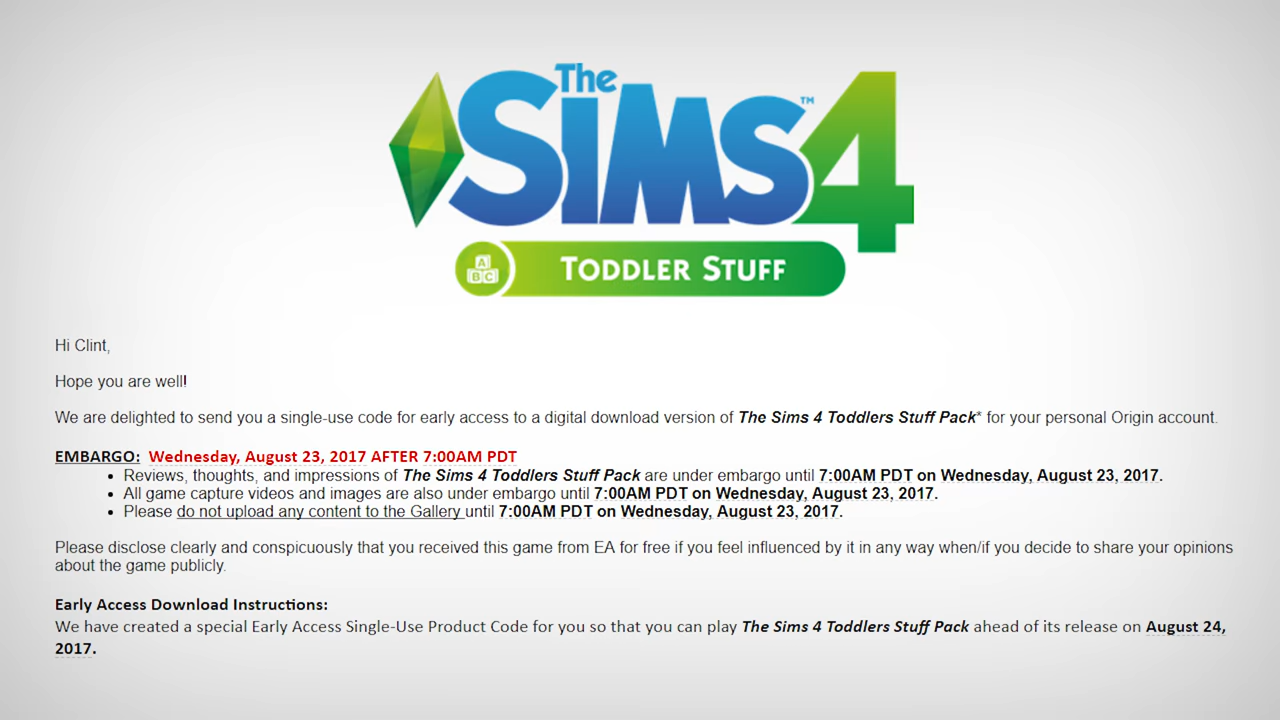 The
SIMS 4
™
A
B C
TODDLER STUFF
Hi Clint,
Hope you are well!
We are delighted to send you a single-use code for early access to a digital download version of The Sims 4 Toddlers Stuff Pack* for your personal Origin account.
EMBARGO: Wednesday, August 23, 2017 AFTER 7:00AM PDT
• Reviews, thoughts, and impressions of The Sims 4 Toddlers Stuff Pack are under embargo until 7:00AM PDT on Wednesday, August 23, 2017.
• All game capture videos and images are also under embargo until 7:00AM PDT on Wednesday, August 23, 2017.
• Please do not upload any content to the Gallery until 7:00AM PDT on Wednesday, August 23, 2017.
Please disclose clearly and conspicuously that you received this game from EA for free if you feel influenced by it in any way when/if you decide to share your opinions
about the game publicly.
Early Access Download Instructions:
We have created a special Early Access Single-Use Product Code for you so that you can play The Sims 4 Toddlers Stuff Pack ahead of its release on August 24,
2017.